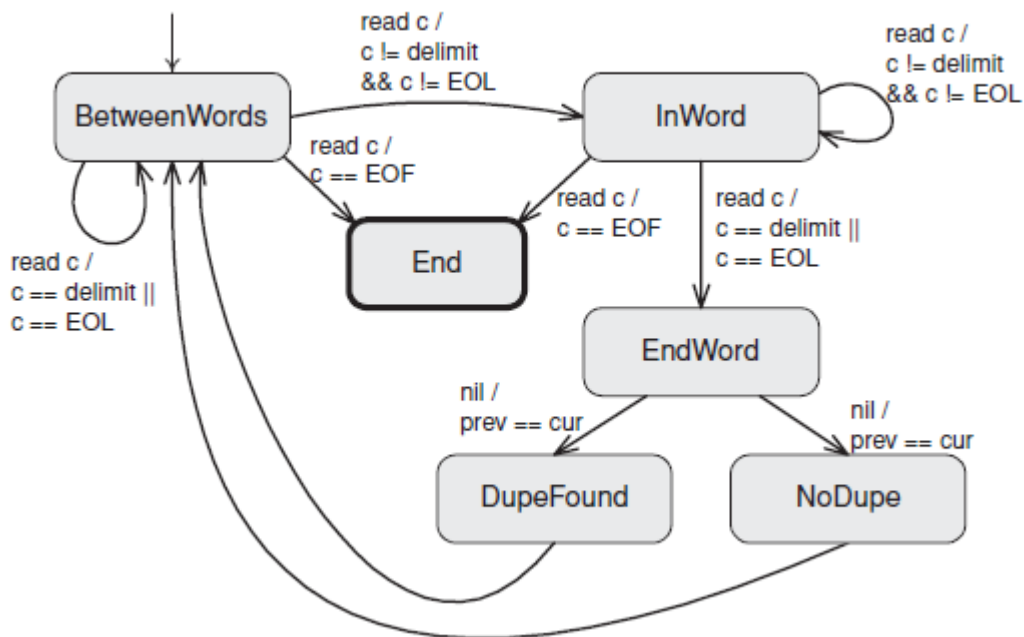 read c /
c != delimit
&& c != EOL
read c /
c != delimit
&& c != EOL
BetweenWords
InWord
read c /
c == EOF
read c /
c == EOF
read c /
c == delimit ||
c == EOL
End
read c /
c == delimit ||
c == EOL
EndWord
nil /
prev == cur
nil /
prev == cur
DupeFound
NoDupe